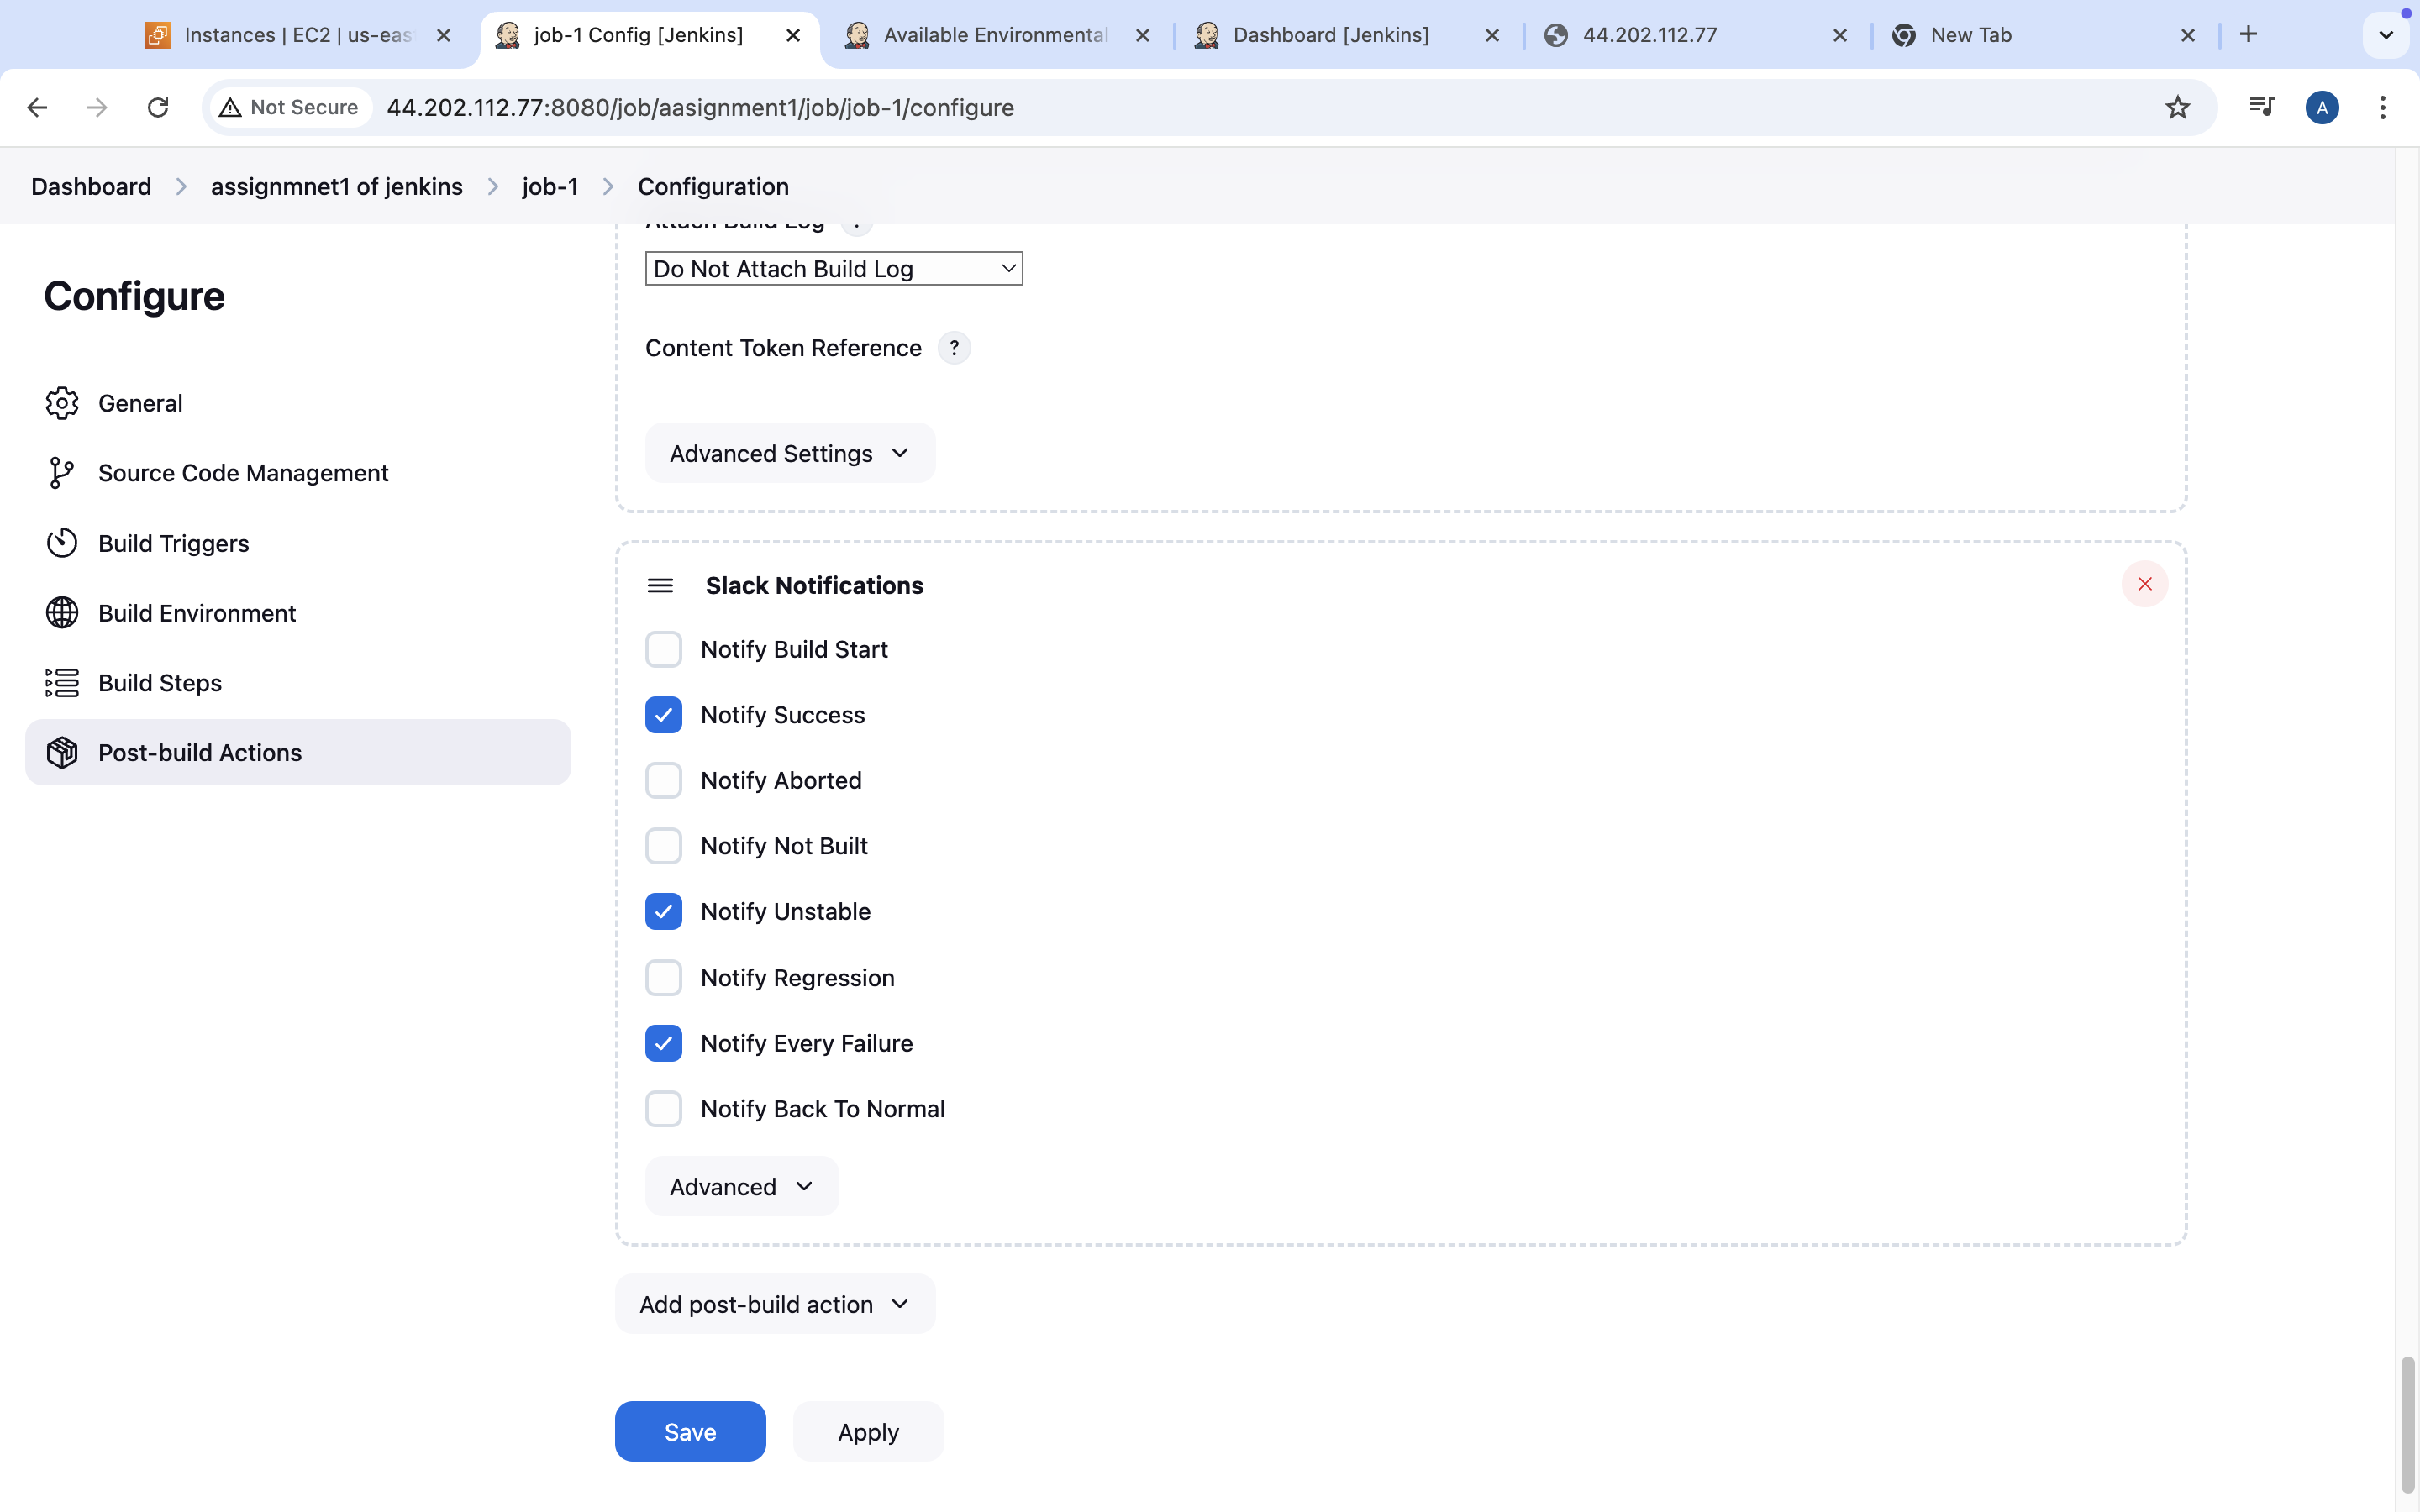 Instances | EC2 | us-eas
job-1 Config [Jenkins]
Available Environmental
Dashboard [Jenkins]
44.202.112.77
New Tab
Not Secure
44.202.112.77:8080/job/aasignment1/job/job-1/configure
A
Dashboard
assignmnet1 of jenkins
job-1
Configuration
Configure
General
Source Code Management
Build Triggers
Build Environment
Build Steps
Post-build Actions
Attach Build Log ?
Do Not Attach Build Log
Content Token Reference ?
Advanced Settings
Slack Notifications
Notify Build Start
Notify Success
Notify Aborted
Notify Not Built
Notify Unstable
Notify Regression
Notify Every Failure
Notify Back To Normal
Advanced
Add post-build action
Save
Apply